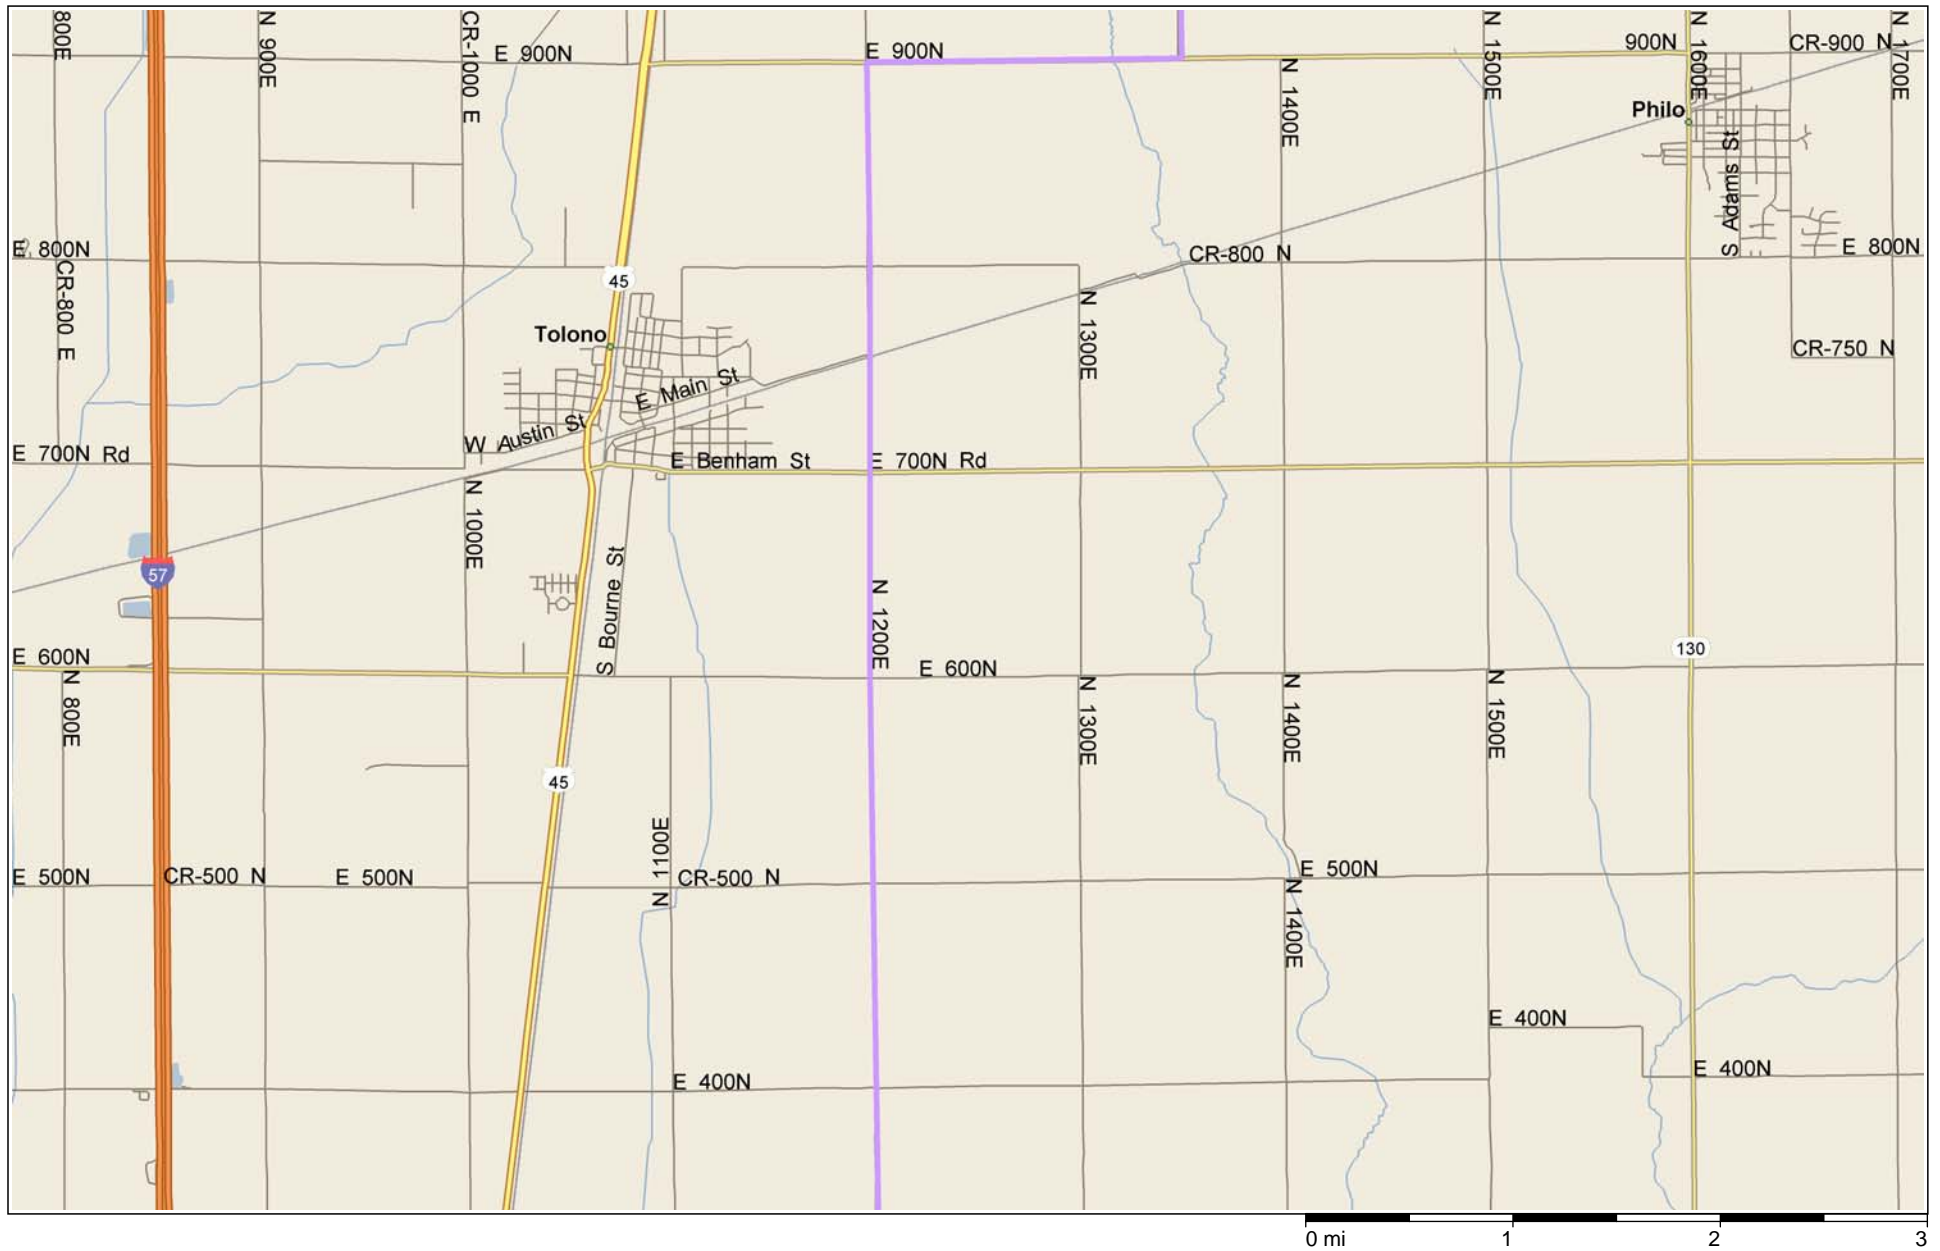 800E
N 900E
CR-1000 E
E 900N
E 900N
N 1500E
900N
N 1600E
CR-900 N
N 1700E
N 1400E
Philo
S Adams St
E 800N
CR-800 E
45
CR-800 N
E 800N
Tolono
N 1300E
CR-750 N
E Main St
W Austin St
E 700N Rd
E Benham St
E 700N Rd
N 1000E
57
S Bourne St
N 1200E
130
E 600N
E 600N
N 800E
N 1300E
N 1400E
N 1500E
45
N 1100E
E 500N
CR-500 N
E 500N
CR-500 N
E 500N
N 1400E
E 400N
E 400N
E 400N
0 mi 1 2 3